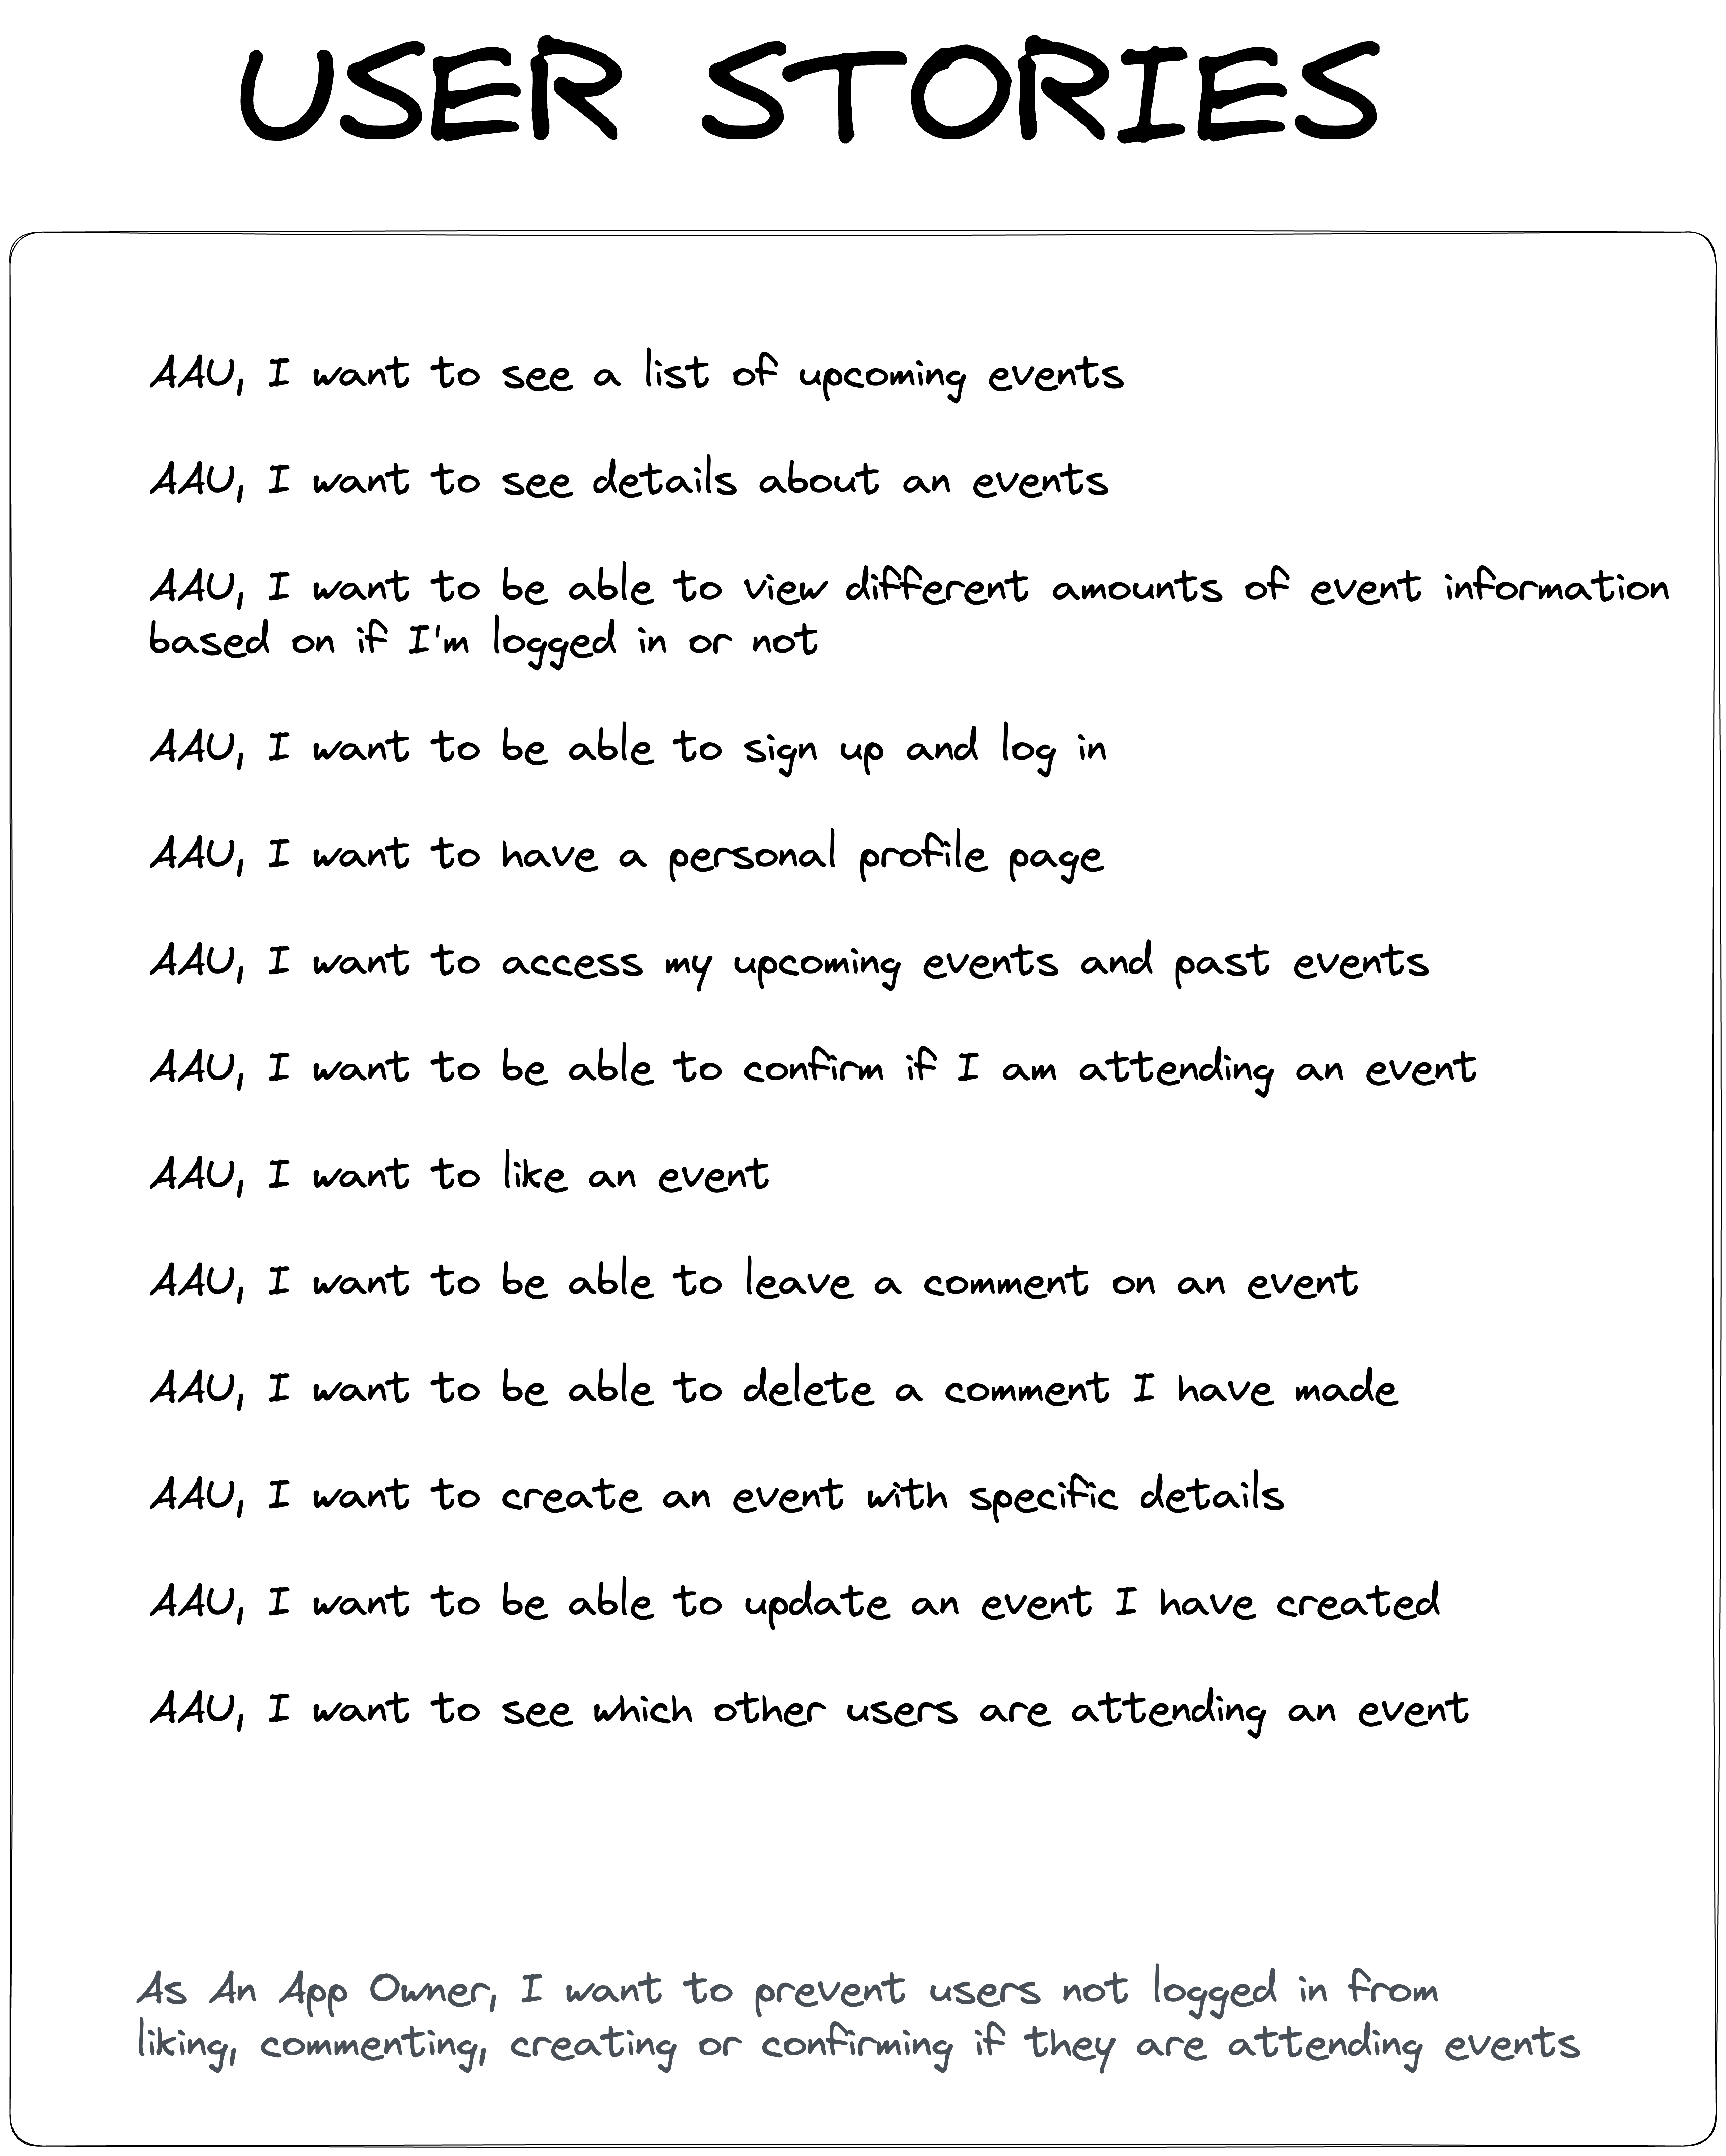 USER STORIES
AAU, I want to see a list of upcoming events
AAU, I want to see details about an events
AAU, I want to be able to view different amounts of event information
based on if I'm logged in or not
AAU, I want to be able to sign up and log in
AAU, I want to have a personal profile page
AAU, I want to access my upcoming events and past events
AAU, I want to be able to confirm if I am attending an event
AAU, I want to like an event
AAU, I want to be able to leave a comment on an event
AAU, I want to be able to delete a comment I have made
AAU, I want to create an event with specific details
AAU, I want to be able to update an event I have created
AAU, I want to see which other users are attending an event
As An App Owner, I want to prevent users not logged in from
liking, commenting, creating or confirming if they are attending events